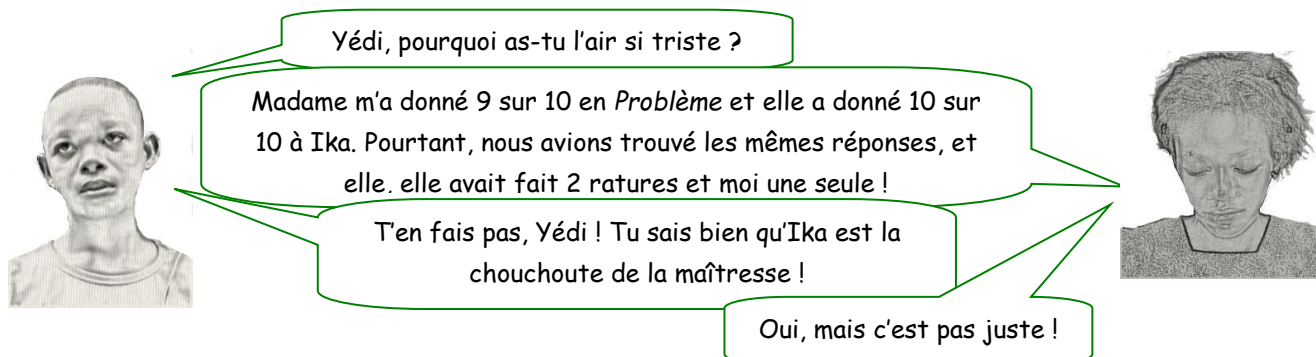 Yédi, pourquoi as-tu l'air si triste ?
Madame m'a donné 9 sur 10 en Problème et elle a donné 10 sur
10 à Ika. Pourtant, nous avions trouvé les mêmes réponses, et
elle, elle avait fait 2 ratures et moi une seule !
T'en fais pas, Yédi ! Tu sais bien qu'Ika est la
chouchoute de la maîtresse !
Oui, mais c'est pas juste !